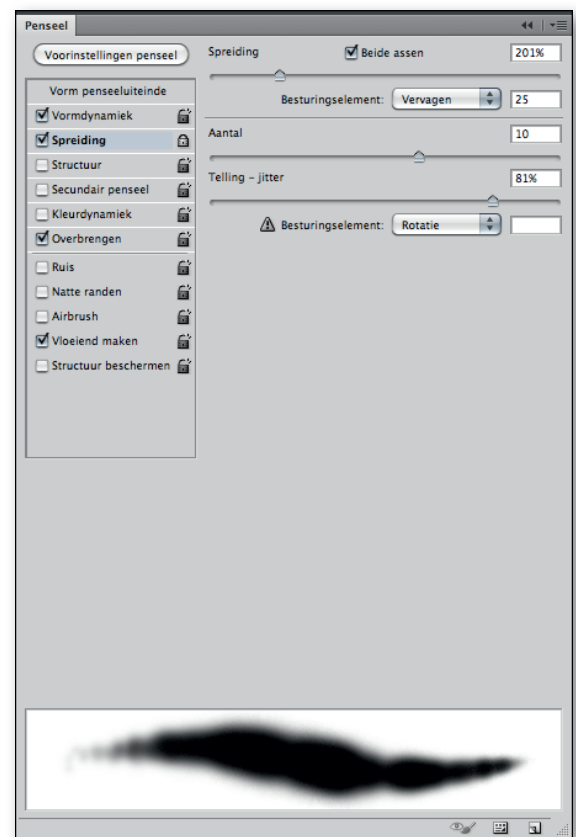 Penseel
Voorinstellingen penseel
Vorm penseeluiteinde
Vormdynamiek
Spreiding
Structuur
Secundair penseel
Kleurdynamiek
Overbrengen
Ruis
Natte randen
Airbrush
Vloeiend maken
Structuur beschermen
Spreiding Beide assen 201%
Besturingselement: Vervagen 25
Aantal 10
Telling – jitter 81%
Besturingselement: Rotatie